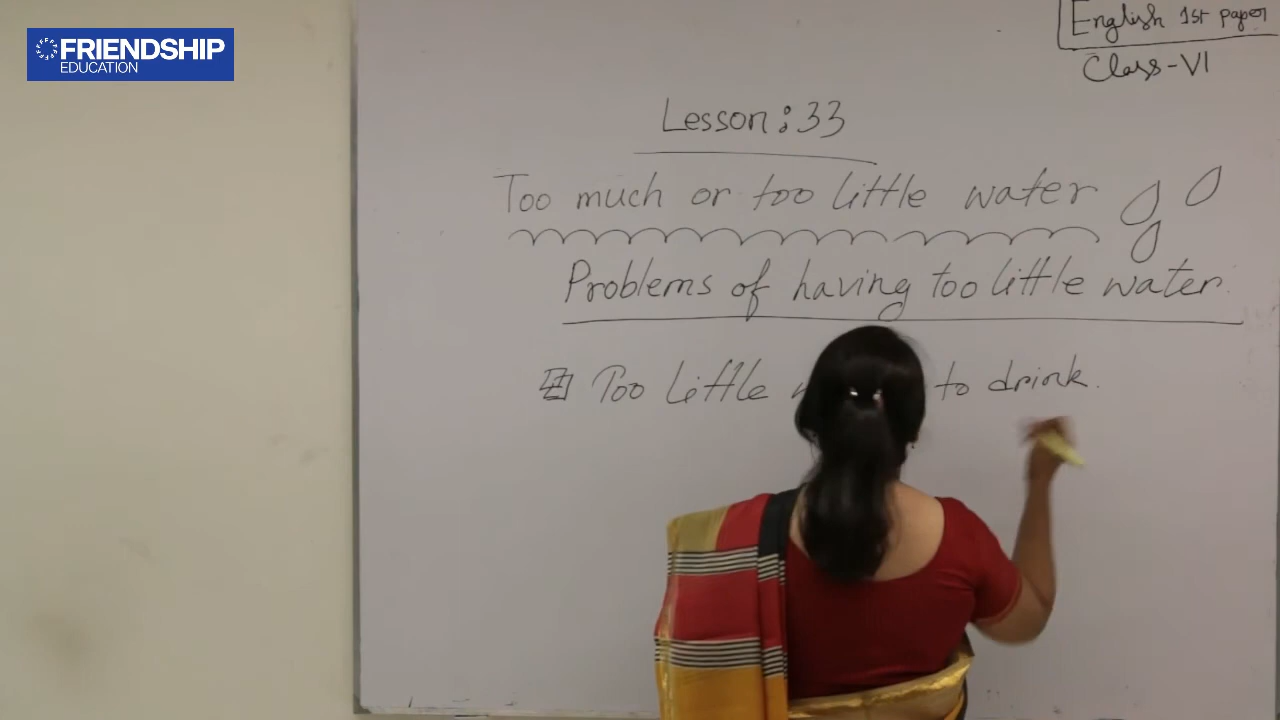 FRIENDSHIP
EDUCATION
English 1st paper
Class-VI
Lesson: 33
Too much or too little water
Problems of having too little water.
Too little to drink.